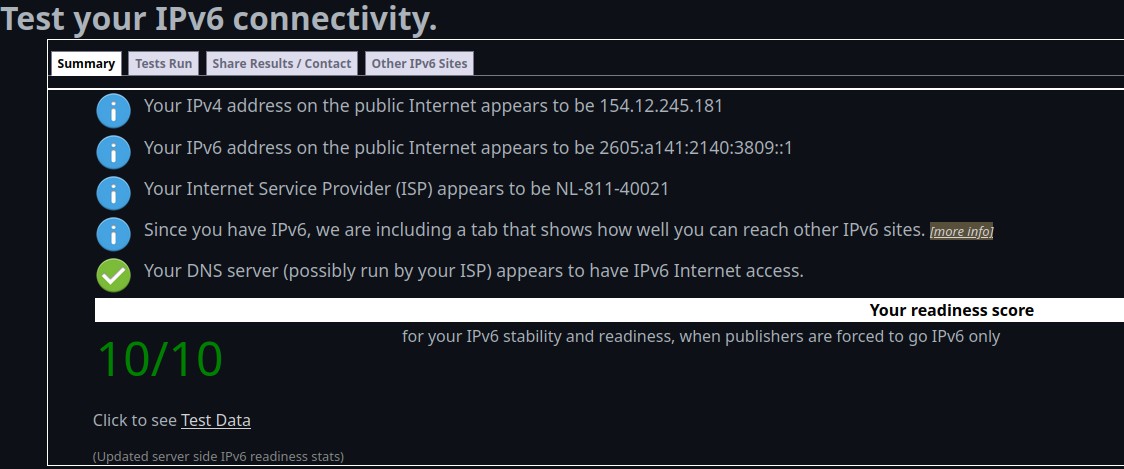 Test your IPv6 connectivity.
Summary
Tests Run
Share Results / Contact
Other IPv6 Sites
Your IPv4 address on the public Internet appears to be 154.12.245.181
Your IPv6 address on the public Internet appears to be 2605:a141:2140:3809::1
Your Internet Service Provider (ISP) appears to be NL-811-40021
Since you have IPv6, we are including a tab that shows how well you can reach other IPv6 sites. [more info]
Your DNS server (possibly run by your ISP) appears to have IPv6 Internet access.
Your readiness score
10/10
for your IPv6 stability and readiness, when publishers are forced to go IPv6 only
Click to see Test Data
(Updated server side IPv6 readiness stats)